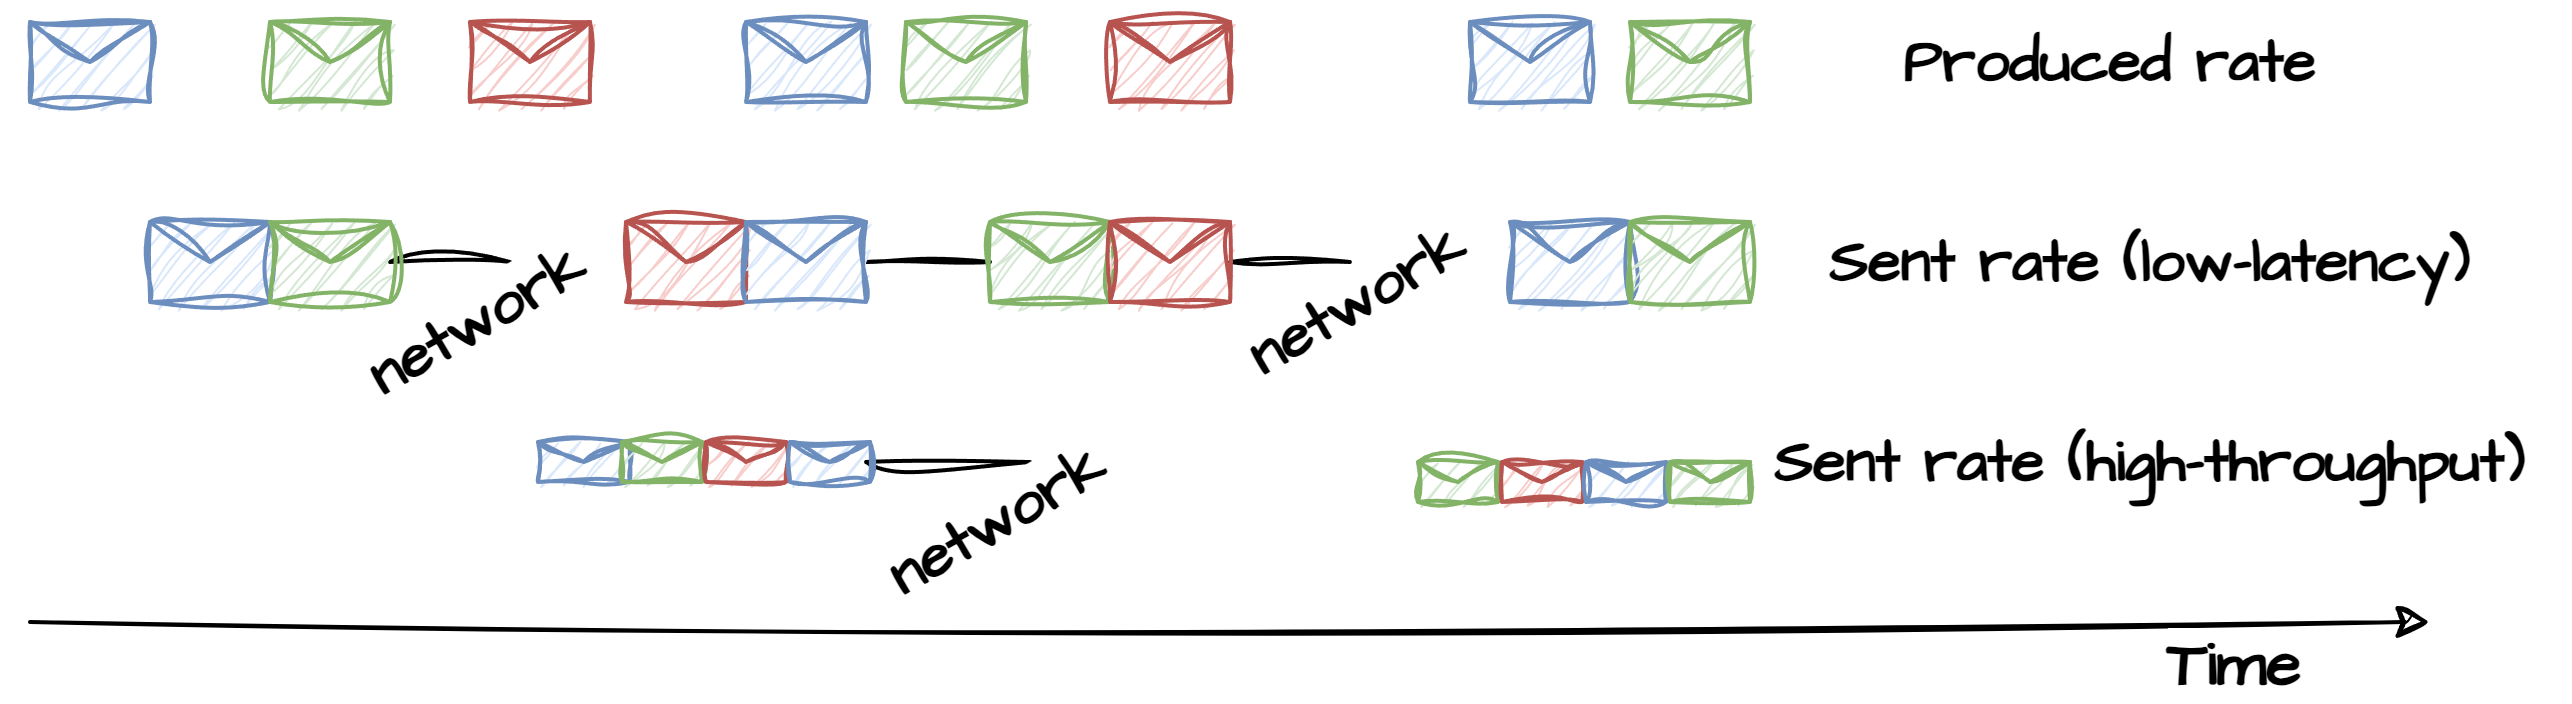 Produced rate
Sent rate (low-latency)
network
network
Sent rate (high-throughput)
network
Time